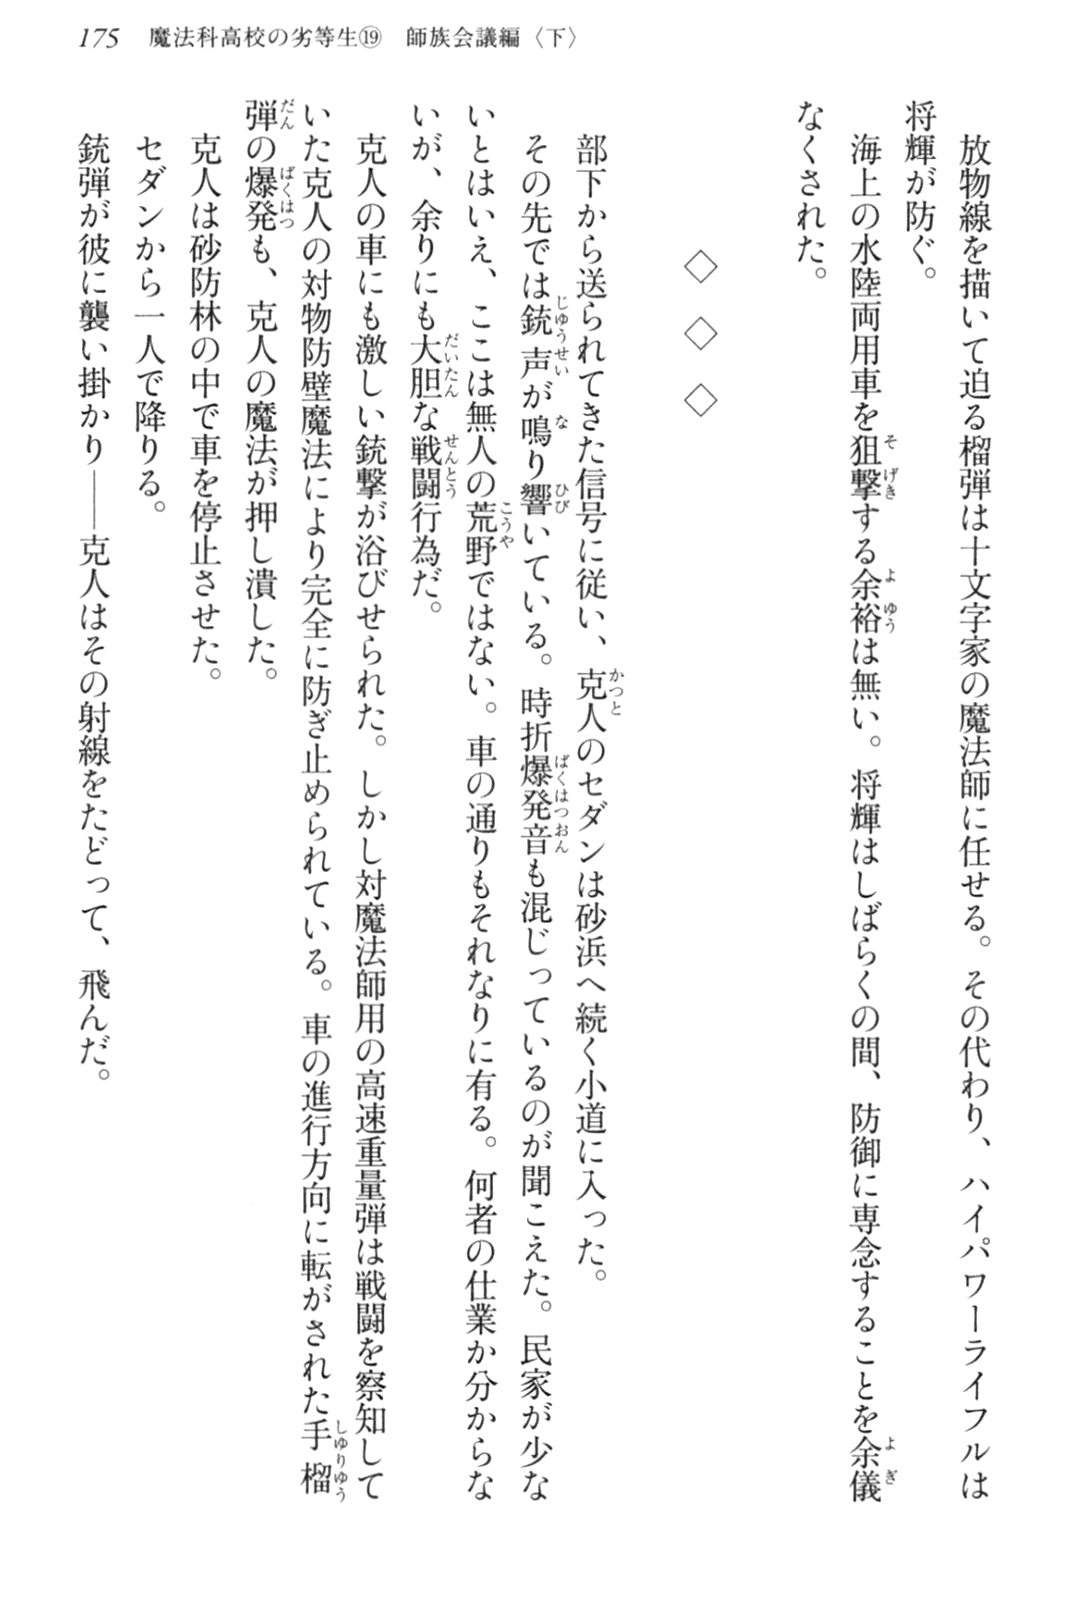 175　魔法科高校の劣等生⑲　師族会議編〈下〉
　放物線を描いて迫る榴弾は十文字家の魔法師に任せる。その代わり、ハイパワーライフルは
将輝が防ぐ。
　海上の水陸両用車を狙撃する余裕は無い。将輝はしばらくの間、防御に専念することを余儀
なくされた。
◇　◇　◇
　部下から送られてきた信号に従い、克人のセダンは砂浜へ続く小道に入った。
　その先では銃声が鳴り響いている。時折爆発音も混じっているのが聞こえた。民家が少な
いとはいえ、ここは無人の荒野ではない。車の通りもそれなりに有る。何者の仕業か分からな
いが、余りにも大胆な戦闘行為だ。
　克人の車にも激しい銃撃が浴びせられた。しかし対魔法師用の高速重量弾は戦闘を察知して
いた克人の対物防壁魔法により完全に防ぎ止められている。車の進行方向に転がされた手榴
弾の爆発も、克人の魔法が押し潰した。
　克人は砂防林の中で車を停止させた。
　セダンから一人で降りる。
　銃弾が彼に襲い掛かり――克人はその射線をたどって、飛んだ。